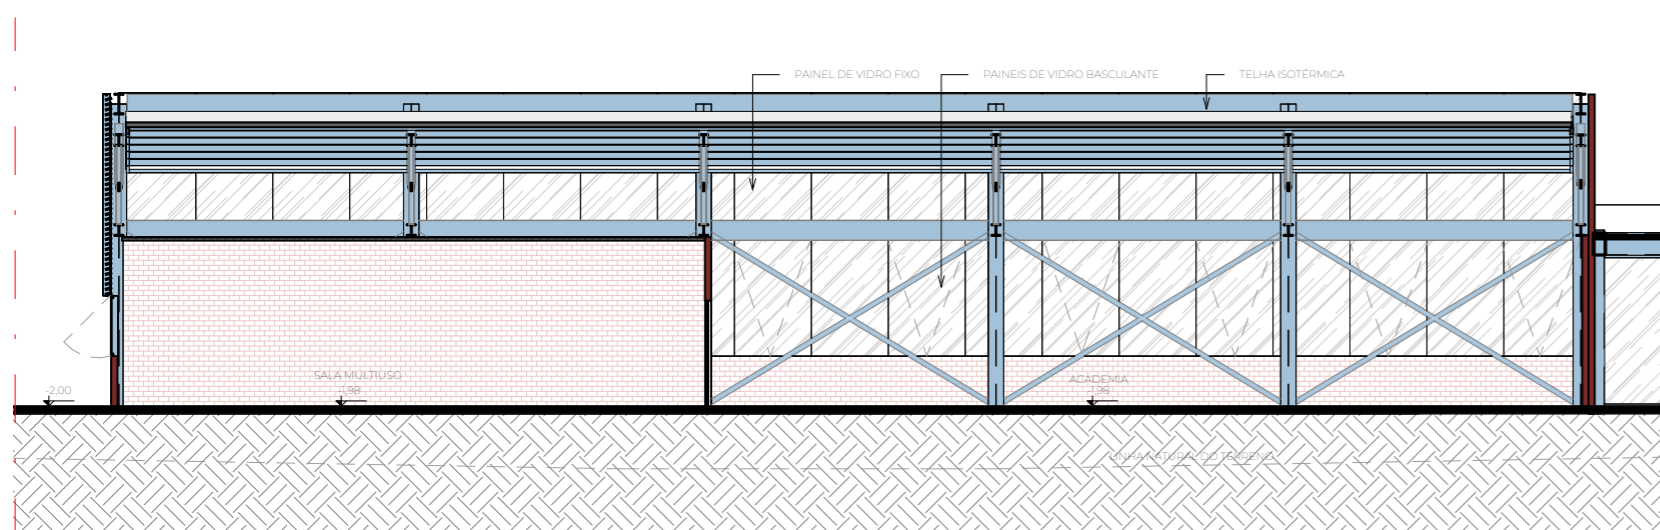 PAINEL DE VIDRO FIXO
PAINEIS DE VIDRO BASCULANTE
TELHA ISOTÉRMICA
SALA MULTIUSO
-1,98
ACADEMIA
-1,98
-2,00
LINHA NATURAL DO TERRENO